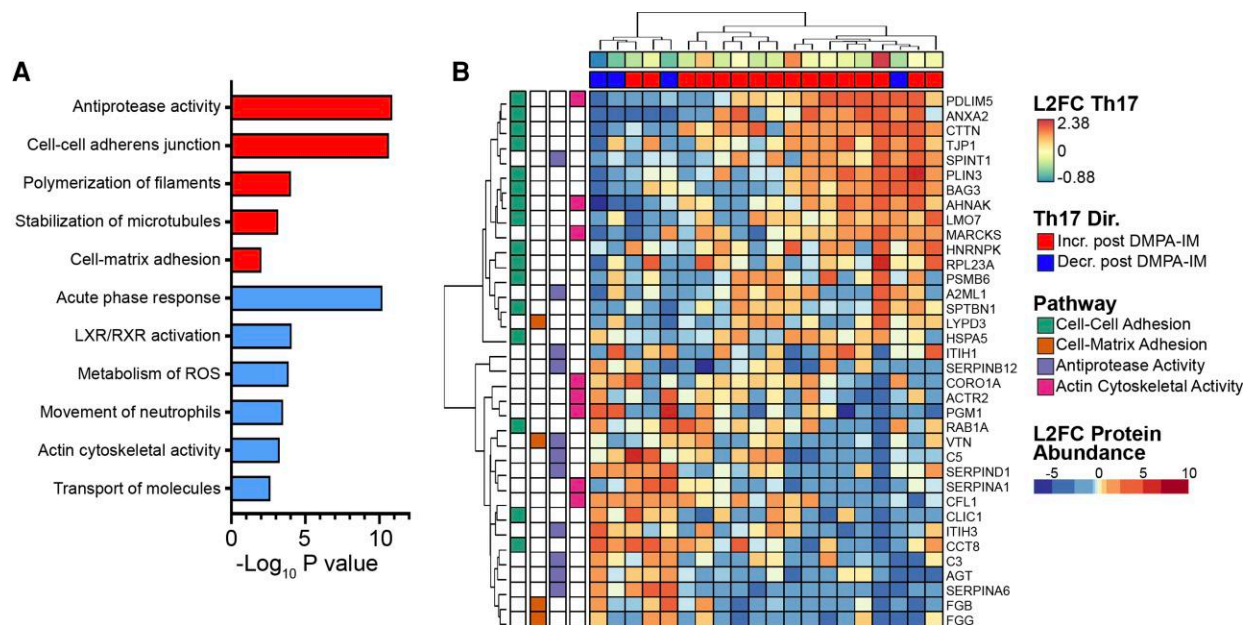 A
Antiprotease activity
Cell-cell adherens junction
Polymerization of filaments
Stabilization of microtubules
Cell-matrix adhesion
Acute phase response
LXR/RXR activation
Metabolism of ROS
Movement of neutrophils
Actin cytoskeletal activity
Transport of molecules
0
5
10
-Log10 P value
B
PDLIM5
ANXA2
CTTN
TJP1
SPINT1
PLIN3
BAG3
AHNAK
LMO7
MARCKS
HNRNPK
RPL23A
PSMB6
A2ML1
SPTBN1
LYPD3
HSPA5
ITIH1
SERPINB12
CORO1A
ACTR2
PGM1
RAB1A
VTN
C5
SERPIND1
SERPINA1
CFL1
CLIC1
ITIH3
CCT8
C3
AGT
SERPINA6
FGB
FGG
L2FC Th17
2.38
0
-0.88
Th17 Dir.
Incr. post DMPA-IM
Decr. post DMPA-IM
Pathway
Cell-Cell Adhesion
Cell-Matrix Adhesion
Antiprotease Activity
Actin Cytoskeletal Activity
L2FC Protein
Abundance
-5
0
5
10